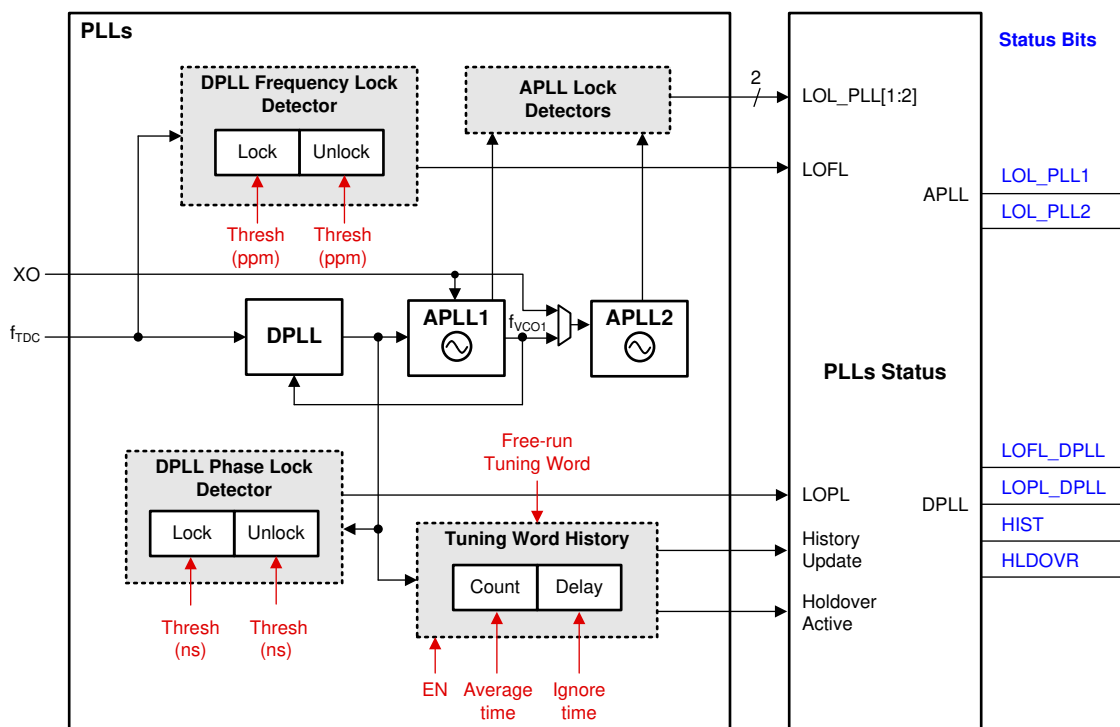 PLLs
Status Bits
DPLL Frequency Lock
Detector
Lock
Unlock
Thresh
(ppm)
Thresh
(ppm)
APLL Lock
Detectors
2
LOL_PLL[1:2]
LOFL
APLL
LOL_PLL1
LOL_PLL2
XO
fTDC
DPLL
APLL1
fVCO1
APLL2
PLLs Status
Free-run
Tuning Word
DPLL Phase Lock
Detector
Lock
Unlock
Thresh
(ns)
Thresh
(ns)
Tuning Word History
Count
Delay
EN
Average
time
Ignore
time
LOPL
History
Update
Holdover
Active
DPLL
LOFL_DPLL
LOPL_DPLL
HIST
HLDOVR